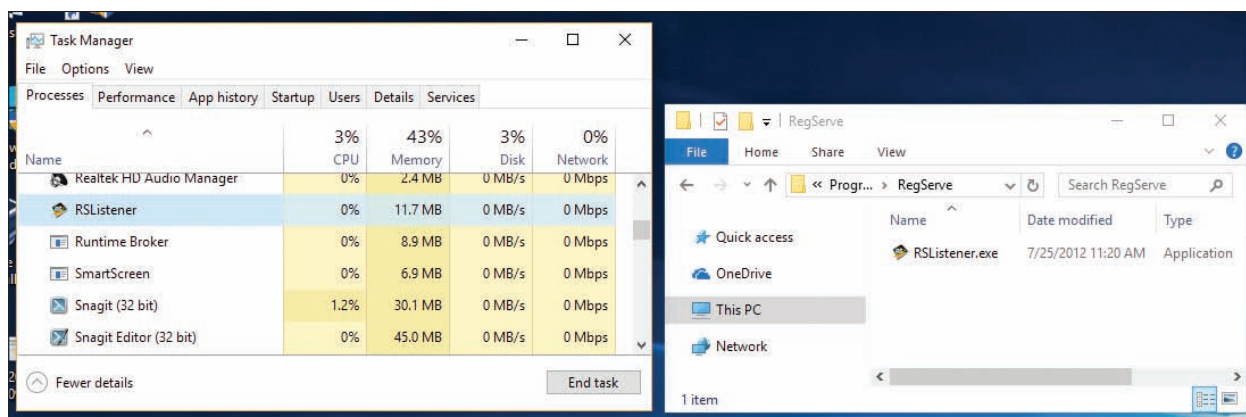 Task Manager
File Options View
Processes Performance App history Startup Users Details Services
3% 43% 3% 0%
Name CPU Memory Disk Network
Realtek HD Audio Manager 0% 2.4 MB 0 MB/s 0 Mbps
RSListener 0% 11.7 MB 0 MB/s 0 Mbps
Runtime Broker 0% 8.9 MB 0 MB/s 0 Mbps
SmartScreen 0% 6.9 MB 0 MB/s 0 Mbps
Snagit (32 bit) 1.2% 30.1 MB 0 MB/s 0 Mbps
Snagit Editor (32 bit) 0% 45.0 MB 0 MB/s 0 Mbps
Fewer details End task
RegServe
File Home Share View
« Progr... › RegServe Search RegServe
Name Date modified Type
Quick access
OneDrive
This PC
Network
RSListener.exe 7/25/2012 11:20 AM Application
1 item